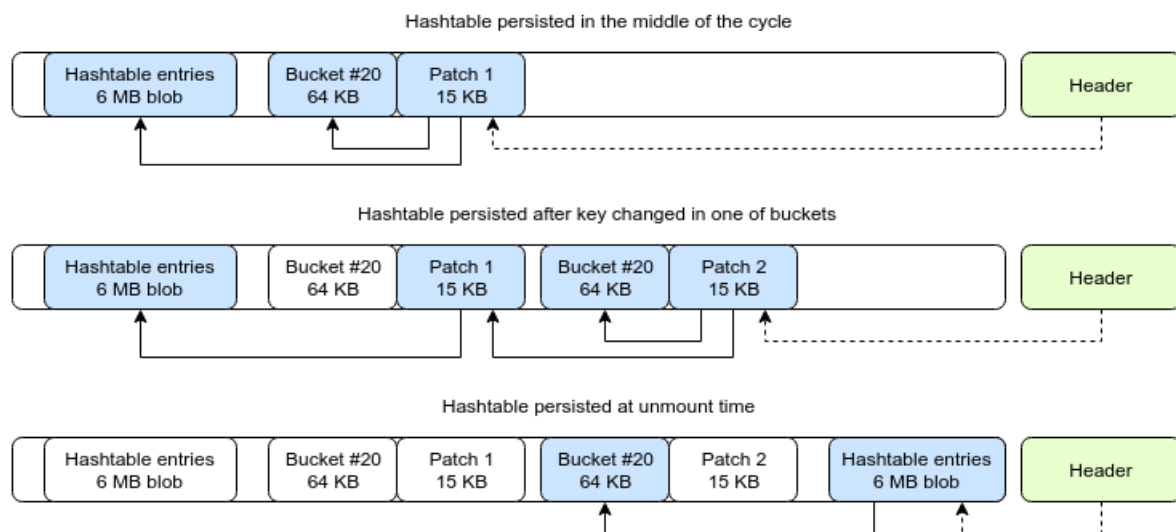 Hashtable persisted in the middle of the cycle
Hashtable entries
6 MB blob
Bucket #20
64 KB
Patch 1
15 KB
Header
Hashtable persisted after key changed in one of buckets
Hashtable entries
6 MB blob
Bucket #20
64 KB
Patch 1
15 KB
Bucket #20
64 KB
Patch 2
15 KB
Header
Hashtable persisted at unmount time
Hashtable entries
6 MB blob
Bucket #20
64 KB
Patch 1
15 KB
Bucket #20
64 KB
Patch 2
15 KB
Hashtable entries
6 MB blob
Header